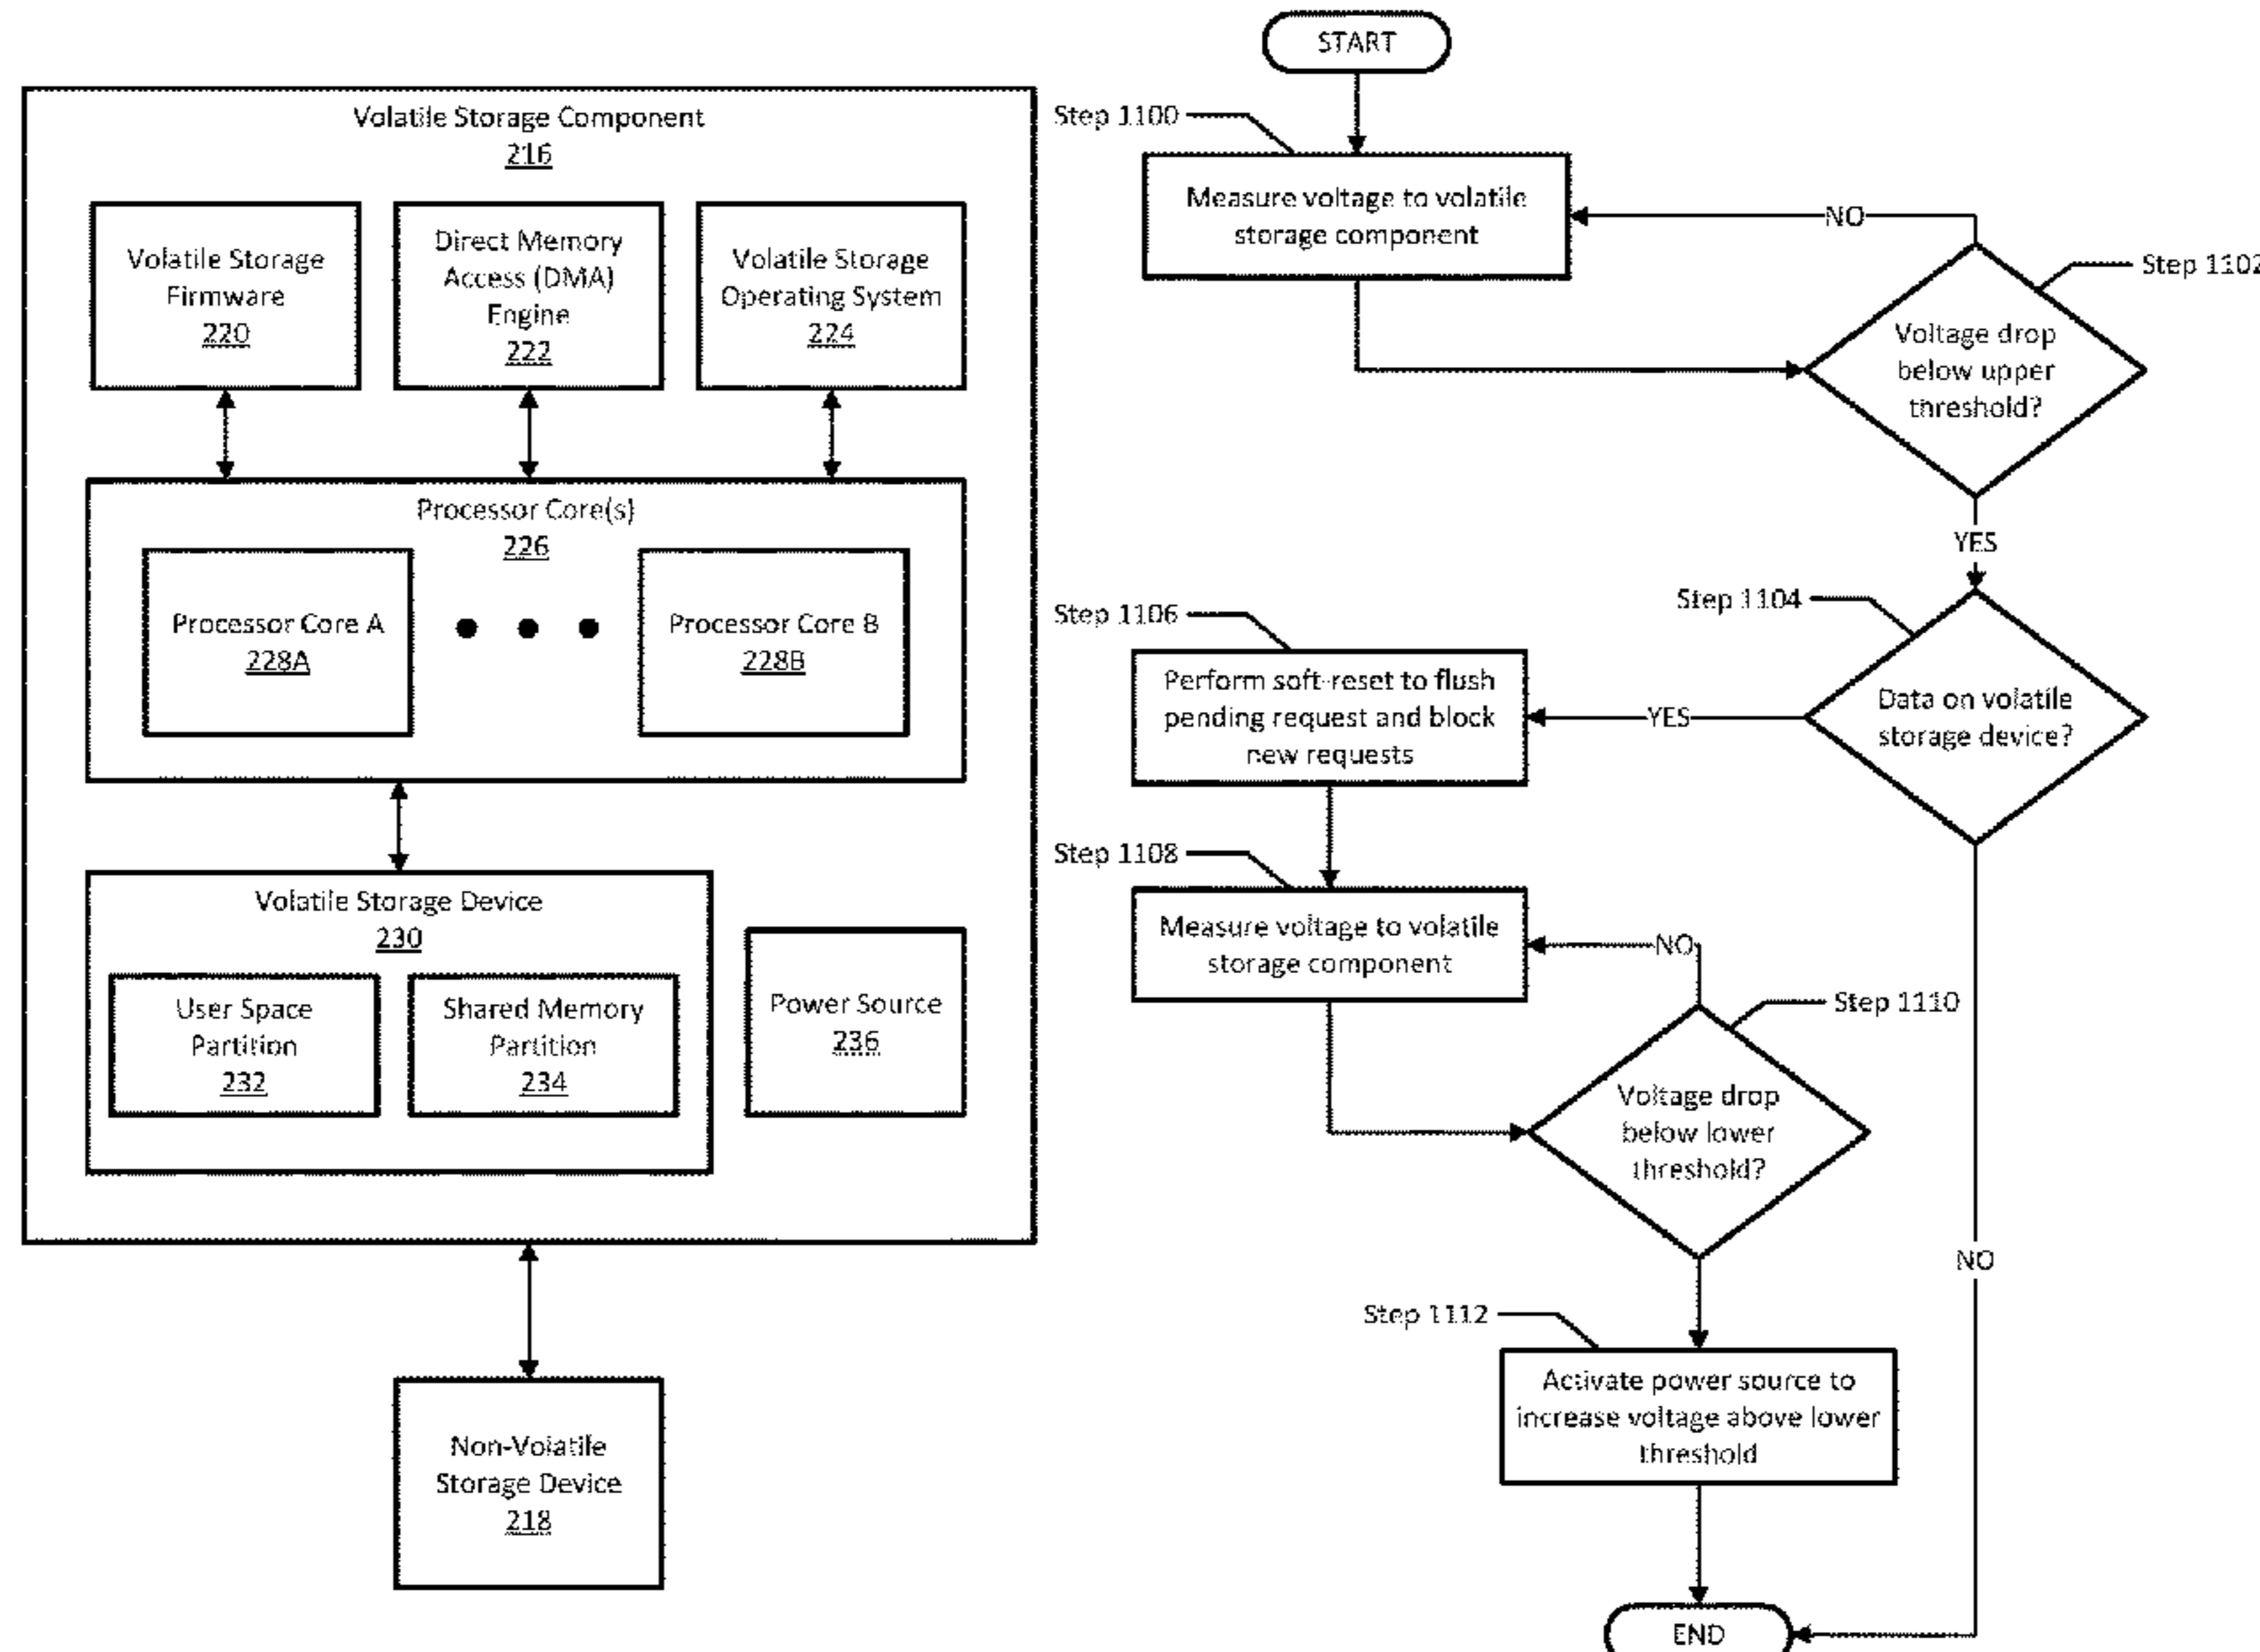 Volatile Storage Component
216
Volatile Storage
Firmware
220
Direct Memory
Access (DMA)
Engine
222
Volatile Storage
Operating System
224
Processor Core(s)
226
Processor Core A
228A
Processor Core B
228B
Volatile Storage Device
230
User Space
Partition
232
Shared Memory
Partition
234
Power Source
236
Non-Volatile
Storage Device
218
START
Step 1100
Measure voltage to volatile
storage component
NO
Step 1102
Voltage drop
below upper
threshold?
YES
Step 1104
Data on volatile
storage device?
YES
Step 1106
Perform soft-reset to flush
pending request and block
new requests
Step 1108
Measure voltage to volatile
storage component
NO
Step 1110
Voltage drop
below lower
threshold?
NO
Step 1112
Activate power source to
increase voltage above lower
threshold
END